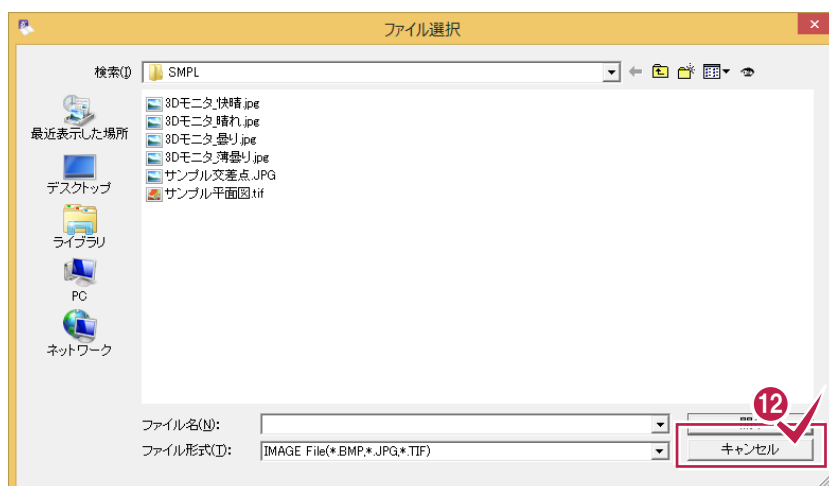 ファイル選択
検索(I)
SMPL
最近表示した場所
デスクトップ
ライブラリ
PC
ネットワーク
3Dモニタ_快晴.jpg
3Dモニタ_晴れ.jpg
3Dモニタ_曇り.jpg
3Dモニタ_薄曇り.jpg
サンプル交差点.JPG
サンプル平面図.tif
ファイル名(N):
ファイル形式(T):
IMAGE File(*.BMP,*.JPG,*.TIF)
12
キャンセル